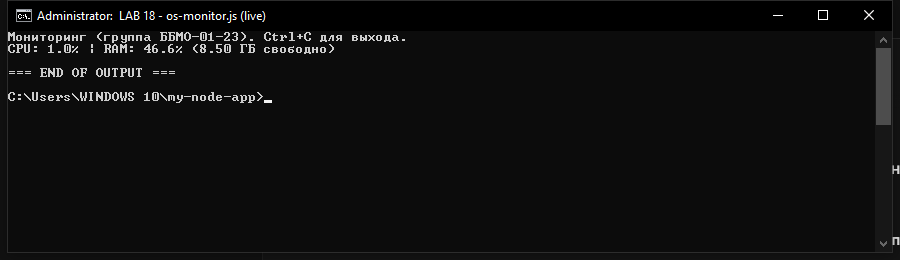 Administrator: LAB 18 - os-monitor.js (live)
Мониторинг (группа ББМО-01-23). Ctrl+C для выхода.
CPU: 1.0% | RAM: 46.6% (8.50 ГБ свободно)
=== END OF OUTPUT ===
C:\Users\WINDOWS 10\my-node-app>
н
п